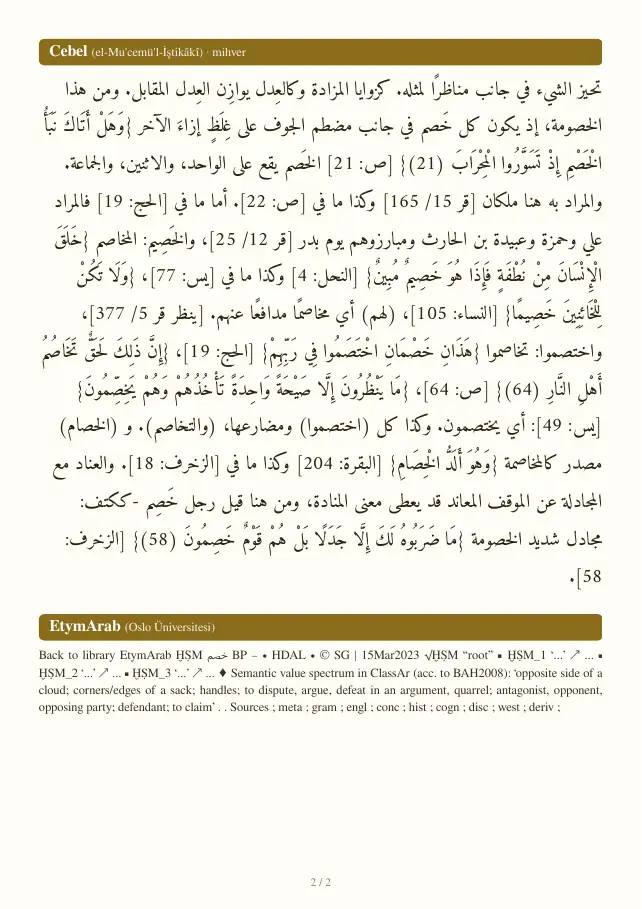 Cebel (el-Mu'cemü'l-İştikâkî) · mihver
تحيز الشيء في جانب مناظرًا لمثله. كزوايا المزادة وكالعِدل يوازِن العِدل المقابل. ومن هذا
الخصومة، إذ يكون كل خَصم في جانب مضطم الجوف على غِلَظٍ إزاءَ الآخر {وَهَلْ أَتَاكَ نَبَأُ
الْخَصْمِ إِذْ تَسَوَّرُوا الْمِحْرَابَ (21)} [ص: 21] الخَصم يقع على الواحد، والاثنين، والجماعة.
والمراد به هنا ملكان [قر 15/ 165] وكذا ما في [ص: 22]. أما ما في [الحج: 19] فالمراد
علي وحمزة وعبيدة بن الحارث ومبارزوهم يوم بدر [قر 12/ 25]، والخَصِيم: المخاصم {خَلَقَ
الْإِنْسَانَ مِنْ نُطْفَةٍ فَإِذَا هُوَ خَصِيمٌ مُبِينٌ} [النحل: 4] وكذا ما في [يس: 77]، {وَلَا تَكُنْ
لِلْخَائِنِينَ خَصِيمًا} [النساء: 105]، (لهم) أي مخاصمًا مدافعًا عنهم. [ينظر قر 5/ 377]،
واختصموا: تخاصموا {هَذَانِ خَصْمَانِ اخْتَصَمُوا فِي رَبِّهِمْ} [الحج: 19]، {إِنَّ ذَلِكَ لَحَقٌّ تَخَاصُمُ
أَهْلِ النَّارِ (64)} [ص: 64]، {مَا يَنْظُرُونَ إِلَّا صَيْحَةً وَاحِدَةً تَأْخُذُهُمْ وَهُمْ يَخِصِّمُونَ}
[يس: 49]: أي يختصمون. وكذا كل (اختصموا) ومضارعها، (والتخاصم). و (الخصام)
مصدر كالمخاصمة {وَهُوَ أَلَدُّ الْخِصَامِ} [البقرة: 204] وكذا ما في [الزخرف: 18]. والعناد مع
المجادلة عن الموقف المعاند قد يعطى معنى المنادة، ومن هنا قيل رجل خَصِم -ككتف:
مجادل شديد الخصومة {مَا ضَرَبُوهُ لَكَ إِلَّا جَدَلًا بَلْ هُمْ قَوْمٌ خَصِمُونَ (58)} [الزخرف:
58].
EtymArab (Oslo Üniversitesi)
Back to library EtymArab ḪṢM خصم BP – • HDAL • © SG | 15Mar2023 √ḪṢM “root” ▪ ḪṢM_1 ‘...’ ↗ ... ▪
ḪṢM_2 ‘...’ ↗ ... ▪ ḪṢM_3 ‘...’ ↗ ... ♦ Semantic value spectrum in ClassAr (acc. to BAH2008): ‘opposite side of a
cloud; corners/edges of a sack; handles; to dispute, argue, defeat in an argument, quarrel; antagonist, opponent,
opposing party; defendant; to claim’ . . Sources ; meta ; gram ; engl ; conc ; hist ; cogn ; disc ; west ; deriv ;
2 / 2